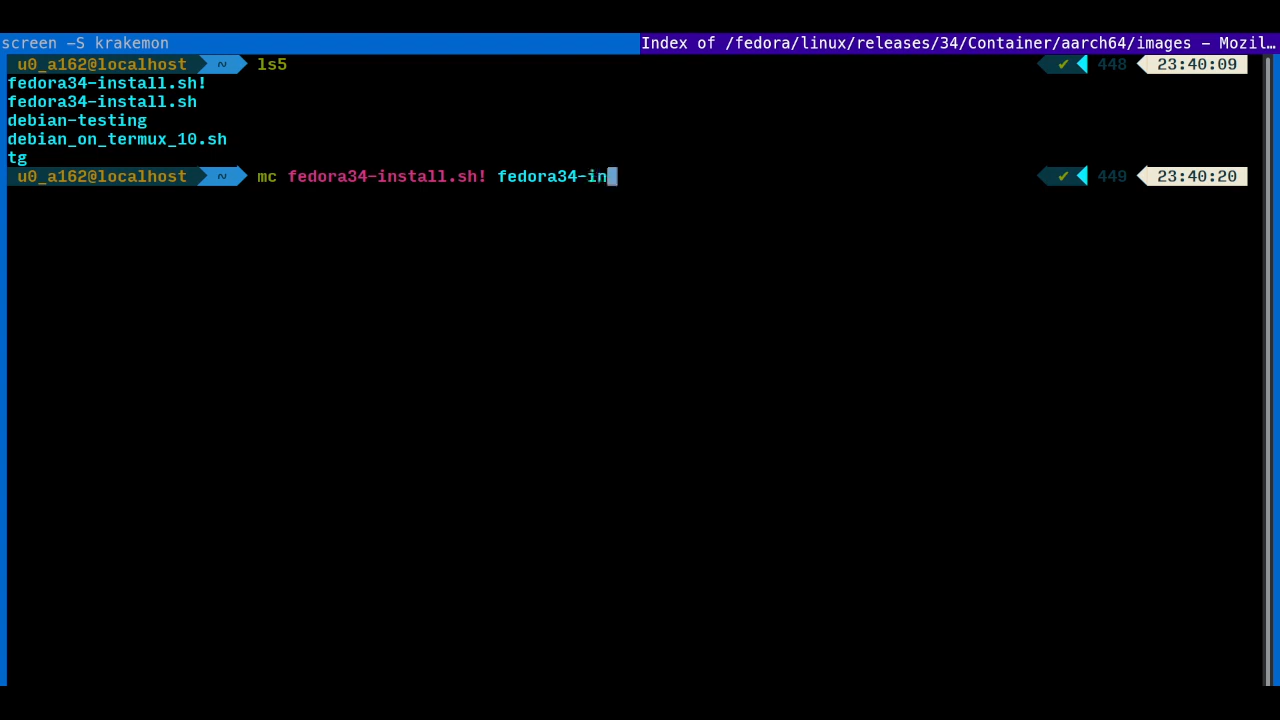 screen -S krakemon
Index of /fedora/linux/releases/34/Container/aarch64/images - Mozil…
u0_a162@localhost ~ ls5 ✔ 448 23:40:09
fedora34-install.sh!
fedora34-install.sh
debian-testing
debian_on_termux_10.sh
tg
u0_a162@localhost ~ mc fedora34-install.sh! fedora34-in ✔ 449 23:40:20